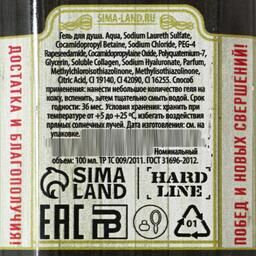 SIMA-LAND.RU
Гель для душа. Aqua, Sodium Laureth Sulfate,
Cocamidopropyl Betaine, Sodium Chloride, PEG-4
Rapeseedamide, Cocamidopropylaine Oxide, Polyquaternium-7,
Glycerin, Soluble Collagen, Sodium Hyaluronate, Parfum,
Methylchloroisothiazolinone, Methylisothiazolinone,
Citric Acid, CI 19140, CI 42090, CI 16255. Способ применения:
нанести небольшое количество геля на
кожу, вспенить, затем тщательно смыть водой.
Срок годности: 36 мес. Условия хранения: хранить при
температуре от +5 до +25 °C, избегать воздействия
прямых солнечных лучей. Дата изготовления: см. на
упаковке.
Номинальный
объем: 100 мл. ТР ТС 009/2011. ГОСТ 31696-2012.
SIMA
LAND
HARD
LINE
EAC
01
ДОСТАТКА И БЛАГОПОЛУЧИЯ!
ПОБЕД И НОВЫХ СВЕРШЕНИЙ!